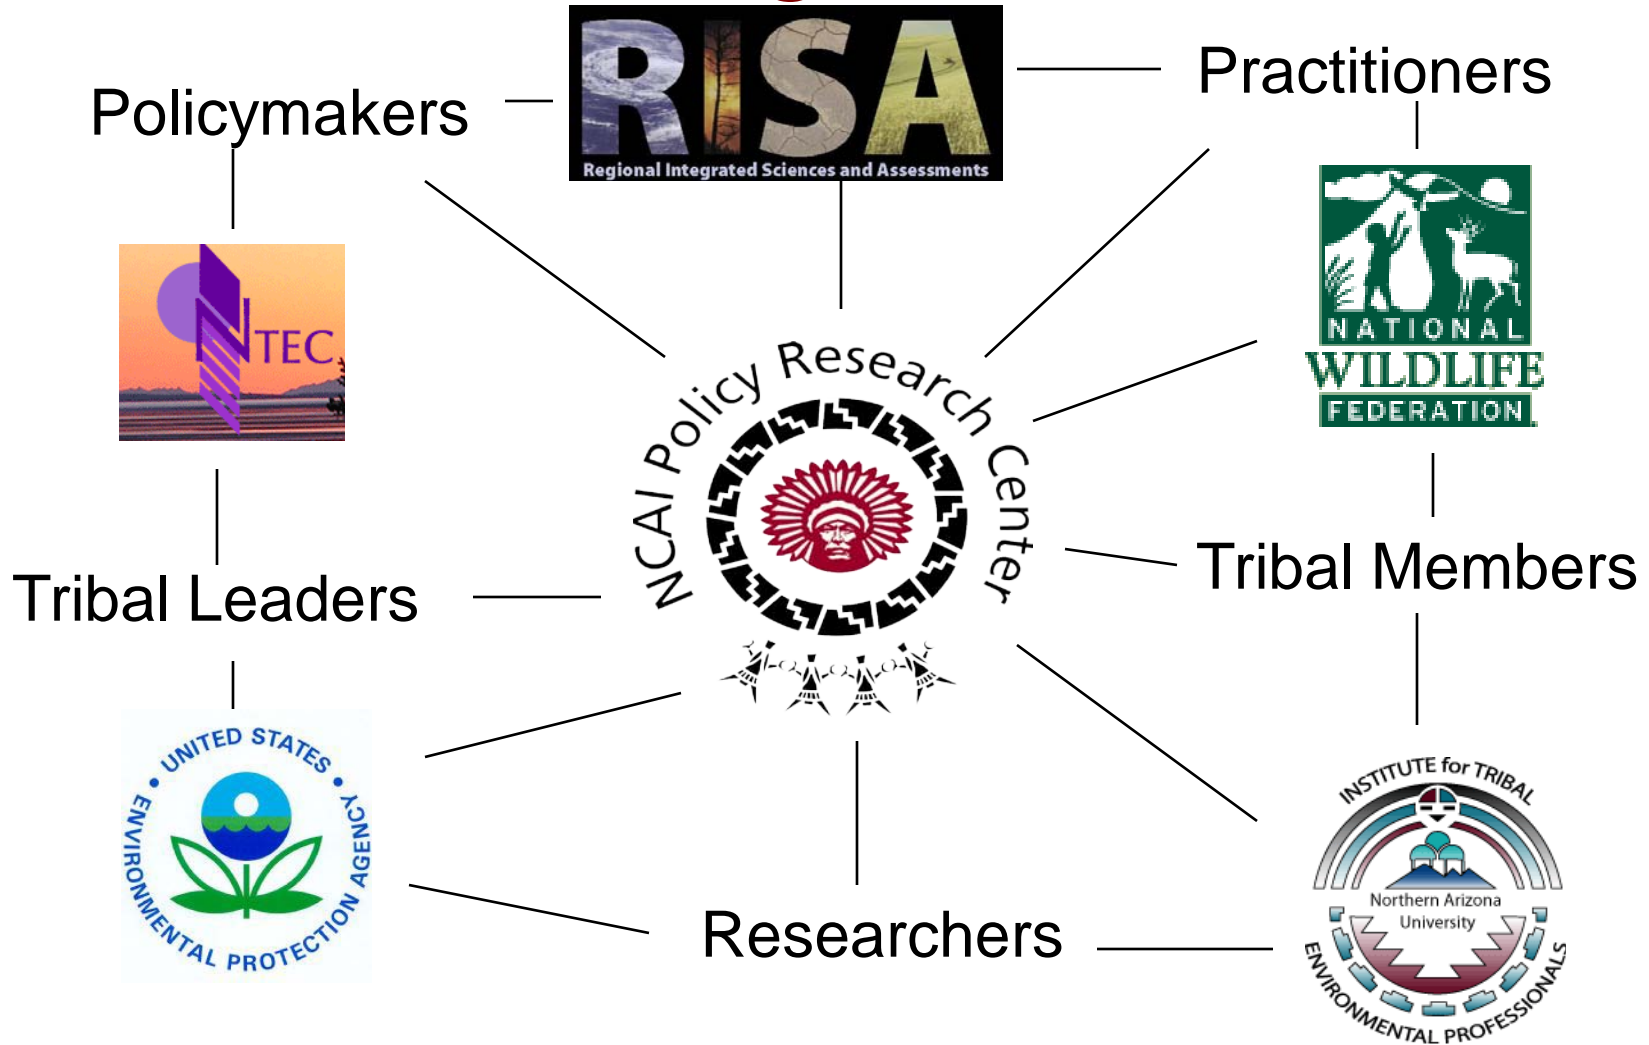 RISA
Regional Integrated Sciences and Assessments
Practitioners
Policymakers
NTEC
NATIONAL
WILDLIFE
FEDERATION
NCAI Policy Research Center
Tribal Leaders
Tribal Members
UNITED STATES
ENVIRONMENTAL PROTECTION AGENCY
Researchers
INSTITUTE for TRIBAL
Northern Arizona
University
ENVIRONMENTAL PROFESSIONALS